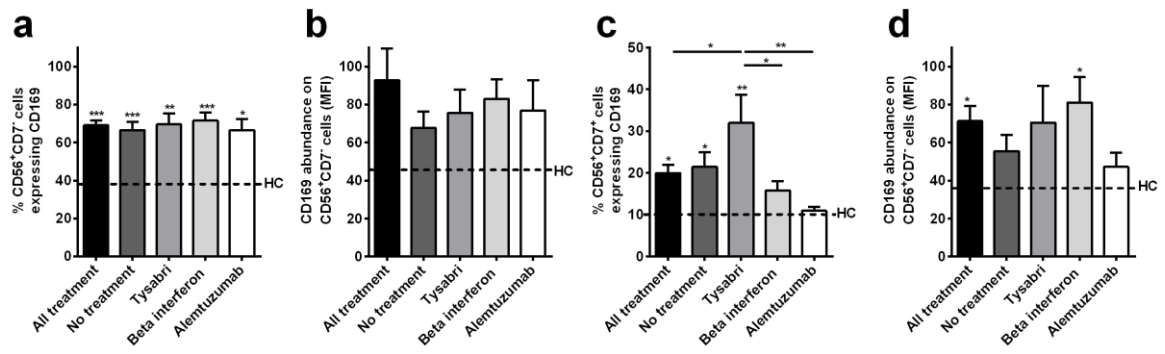 a
% CD56⁺CD7⁻ cells
expressing CD169
100
80
60
40
20
0
***
***
**
***
*
HC
All treatment
No treatment
Tysabri
Beta interferon
Alemtuzumab
b
CD169 abundance on
CD56⁺CD7⁻ cells (MFI)
100
80
60
40
20
0
HC
All treatment
No treatment
Tysabri
Beta interferon
Alemtuzumab
c
% CD56⁺CD7⁺ cells
expressing CD169
50
40
30
20
10
0
*
**
*
*
*
**
HC
All treatment
No treatment
Tysabri
Beta interferon
Alemtuzumab
d
CD169 abundance on
CD56⁺CD7⁻ cells (MFI)
100
80
60
40
20
0
*
*
HC
All treatment
No treatment
Tysabri
Beta interferon
Alemtuzumab